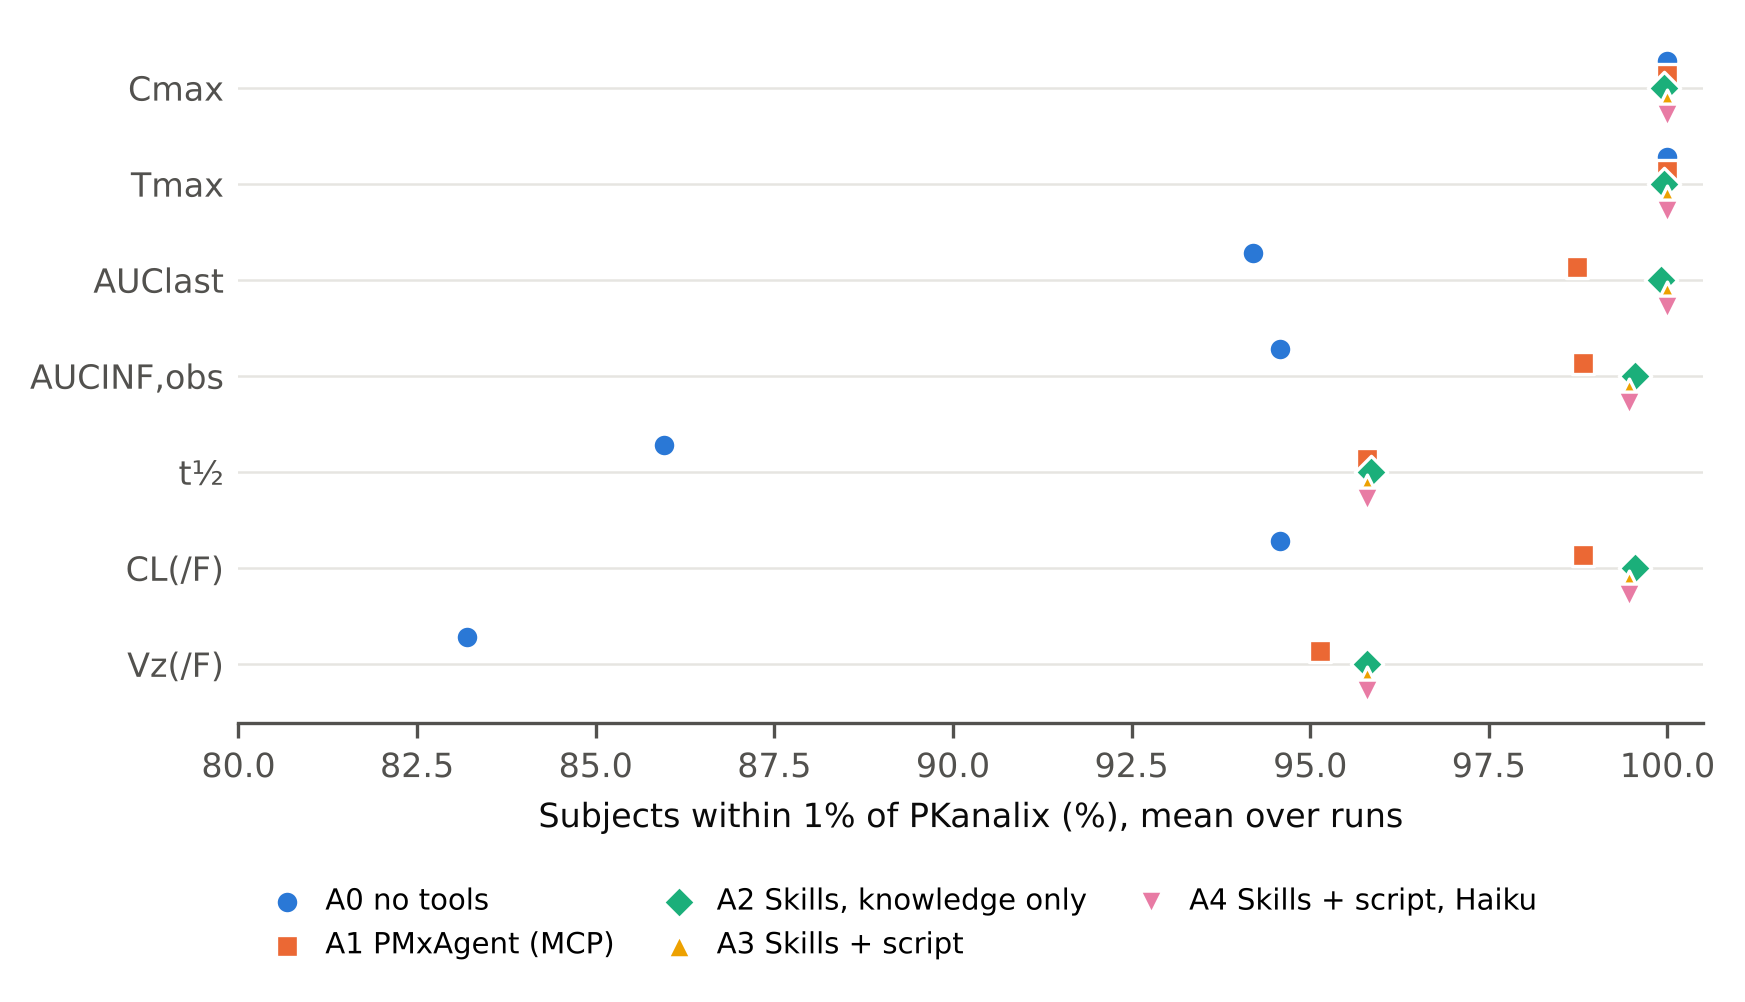 Cmax
Tmax
AUClast
AUCINF,obs
t½
CL(/F)
Vz(/F)
80.0 82.5 85.0 87.5 90.0 92.5 95.0 97.5 100.0
Subjects within 1% of PKanalix (%), mean over runs
A0 no tools
A1 PMxAgent (MCP)
A2 Skills, knowledge only
A3 Skills + script
A4 Skills + script, Haiku